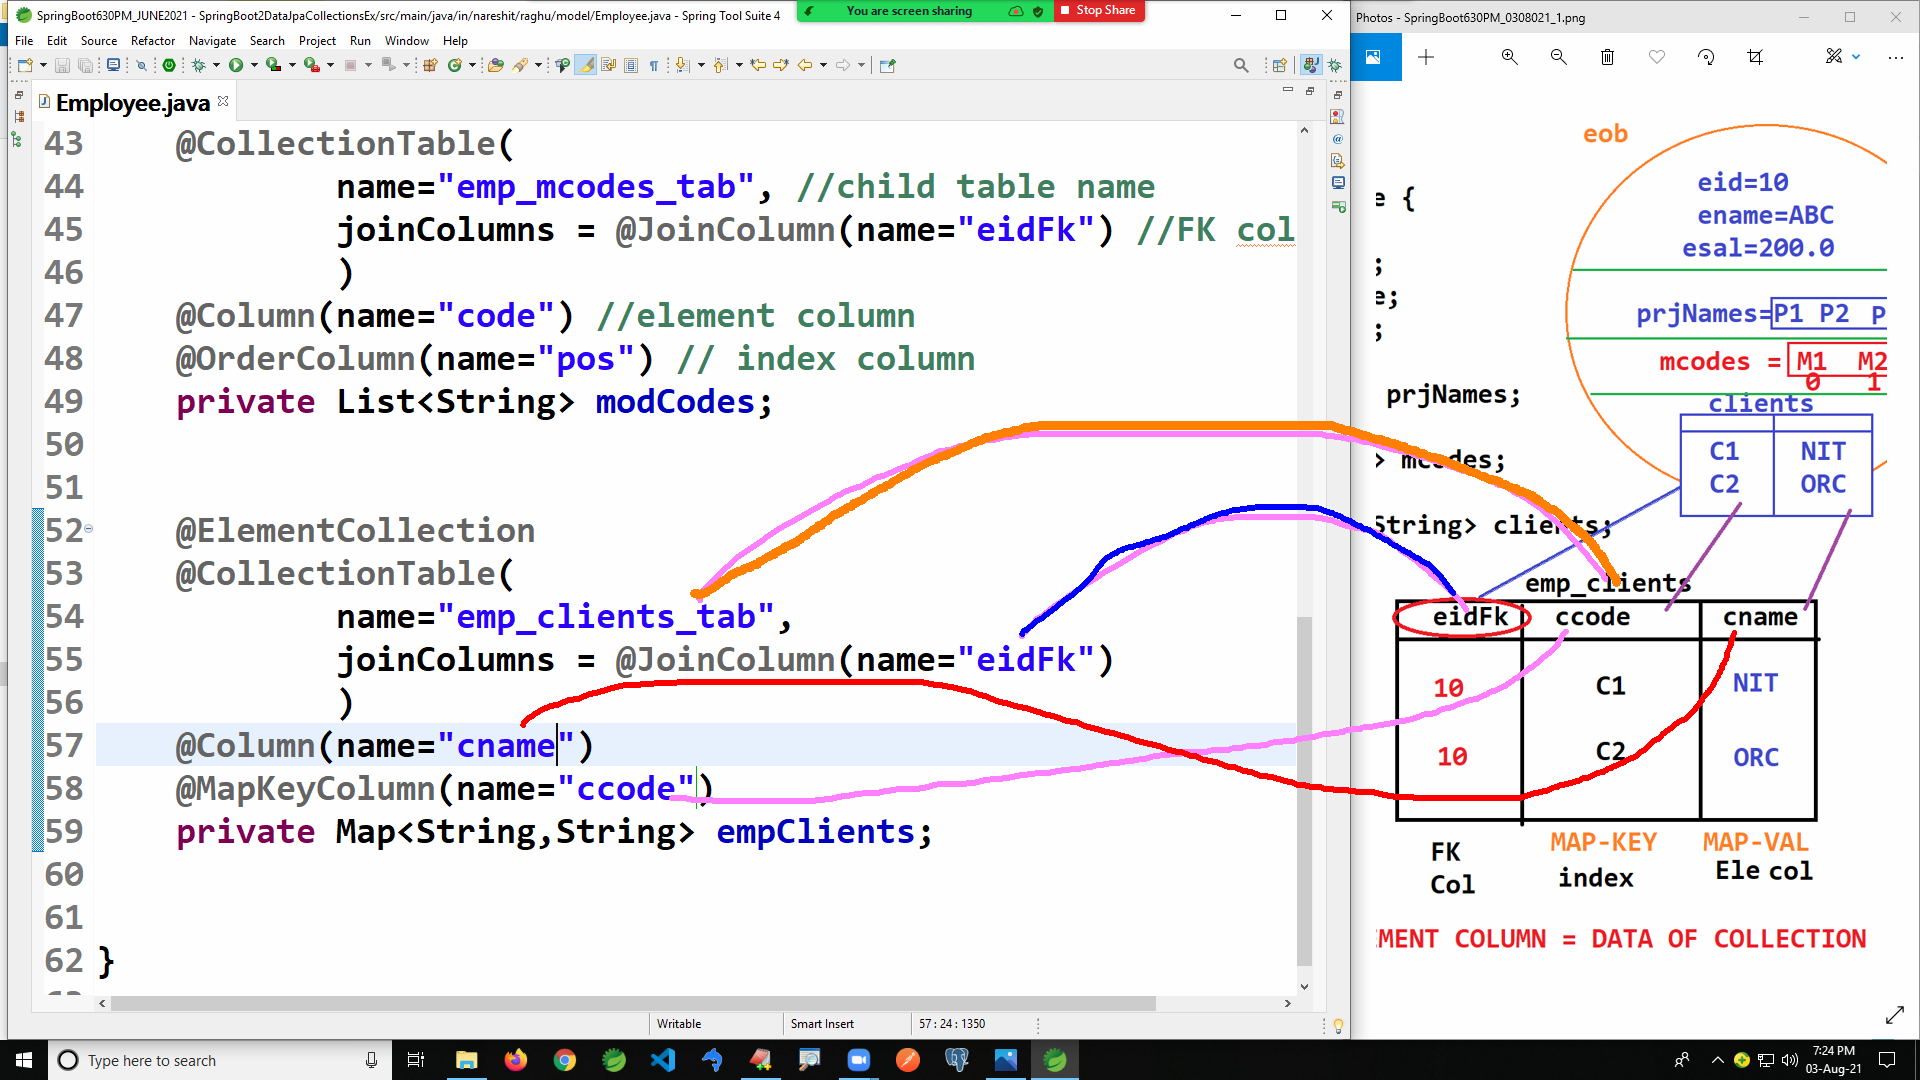 SpringBoot630PM_JUNE2021 - SpringBoot2DataJpaCollectionsEx/src/main/java/in/nareshit/raghu/model/Employee.java - Spring Tool Suite 4
You are screen sharing
Stop Share
File Edit Source Refactor Navigate Search Project Run Window Help
Employee.java
43 @CollectionTable(
44 name="emp_mcodes_tab", //child table name
45 joinColumns = @JoinColumn(name="eidFk") //FK col
46 )
47 @Column(name="code") //element column
48 @OrderColumn(name="pos") // index column
49 private List<String> modCodes;
50
51
52 @ElementCollection
53 @CollectionTable(
54 name="emp_clients_tab",
55 joinColumns = @JoinColumn(name="eidFk")
56 )
57 @Column(name="cname")
58 @MapKeyColumn(name="ccode")
59 private Map<String,String> empClients;
60
61
62 }
Writable Smart Insert 57 : 24 : 1350
Photos - SpringBoot630PM_0308021_1.png
eob
eid=10
ename=ABC
esal=200.0
e {
;
e;
;
prjNames=P1 P2 P
mcodes = M1 M2
0 1
prjNames;
clients
C1 NIT
C2 ORC
> mcodes;
String> clients;
emp_clients
eidFk ccode cname
10 C1 NIT
10 C2 ORC
FK Col
MAP-KEY
index
MAP-VAL
Ele col
MENT COLUMN = DATA OF COLLECTION
Type here to search
7:24 PM
03-Aug-21